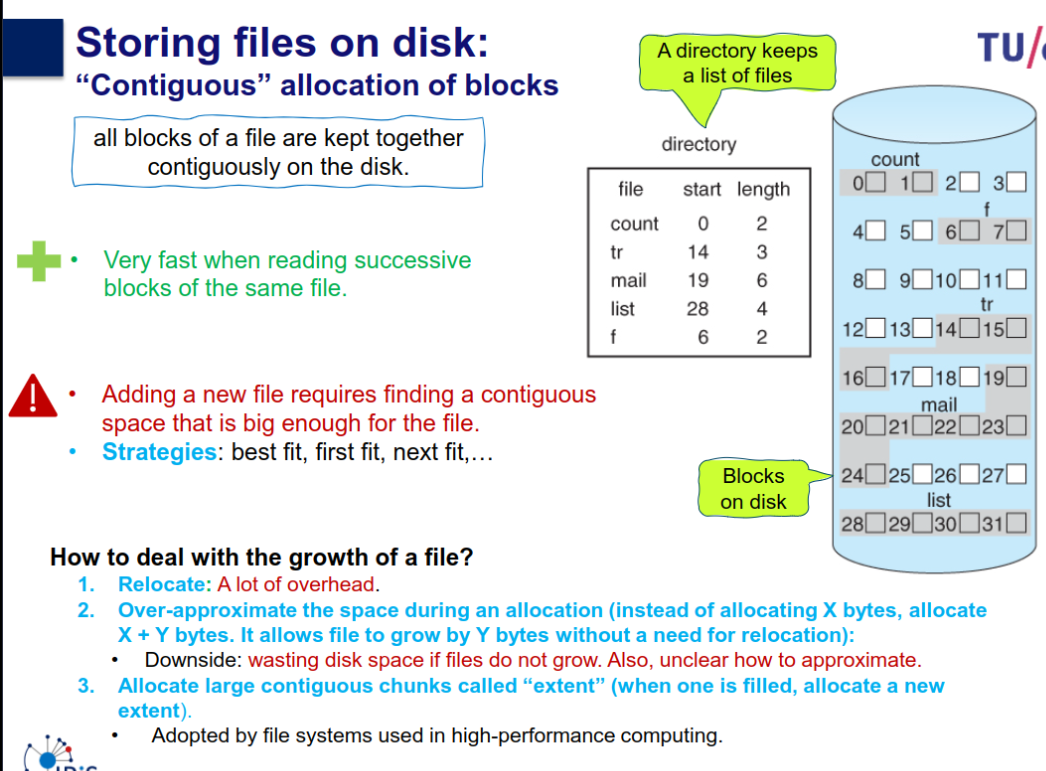 Storing files on disk:
“Contiguous” allocation of blocks
all blocks of a file are kept together
contiguously on the disk.
• Very fast when reading successive
blocks of the same file.
• Adding a new file requires finding a contiguous
space that is big enough for the file.
• Strategies: best fit, first fit, next fit,…
A directory keeps
a list of files
directory
file start length
count 0 2
tr 14 3
mail 19 6
list 28 4
f 6 2
TU/
count
0 1 2 3
f
4 5 6 7
8 9 10 11
tr
12 13 14 15
16 17 18 19
mail
20 21 22 23
24 25 26 27
list
28 29 30 31
Blocks
on disk
How to deal with the growth of a file?
1. Relocate: A lot of overhead.
2. Over-approximate the space during an allocation (instead of allocating X bytes, allocate
X + Y bytes. It allows file to grow by Y bytes without a need for relocation):
• Downside: wasting disk space if files do not grow. Also, unclear how to approximate.
3. Allocate large contiguous chunks called “extent” (when one is filled, allocate a new
extent).
• Adopted by file systems used in high-performance computing.